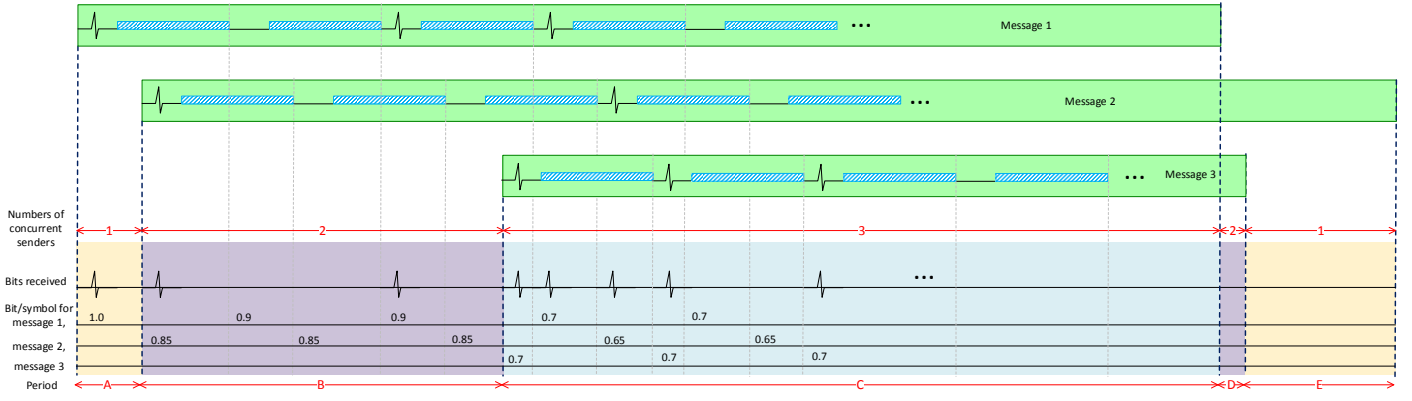 ... Message 1
... Message 2
... Message 3
Numbers of
concurrent
senders
1 2 3 2 1
Bits received ...
Bit/symbol for
message 1,
1.0 0.9 0.9 0.7 0.7
message 2,
0.85 0.85 0.85 0.65 0.65
message 3
0.7 0.7 0.7
Period A B C D E